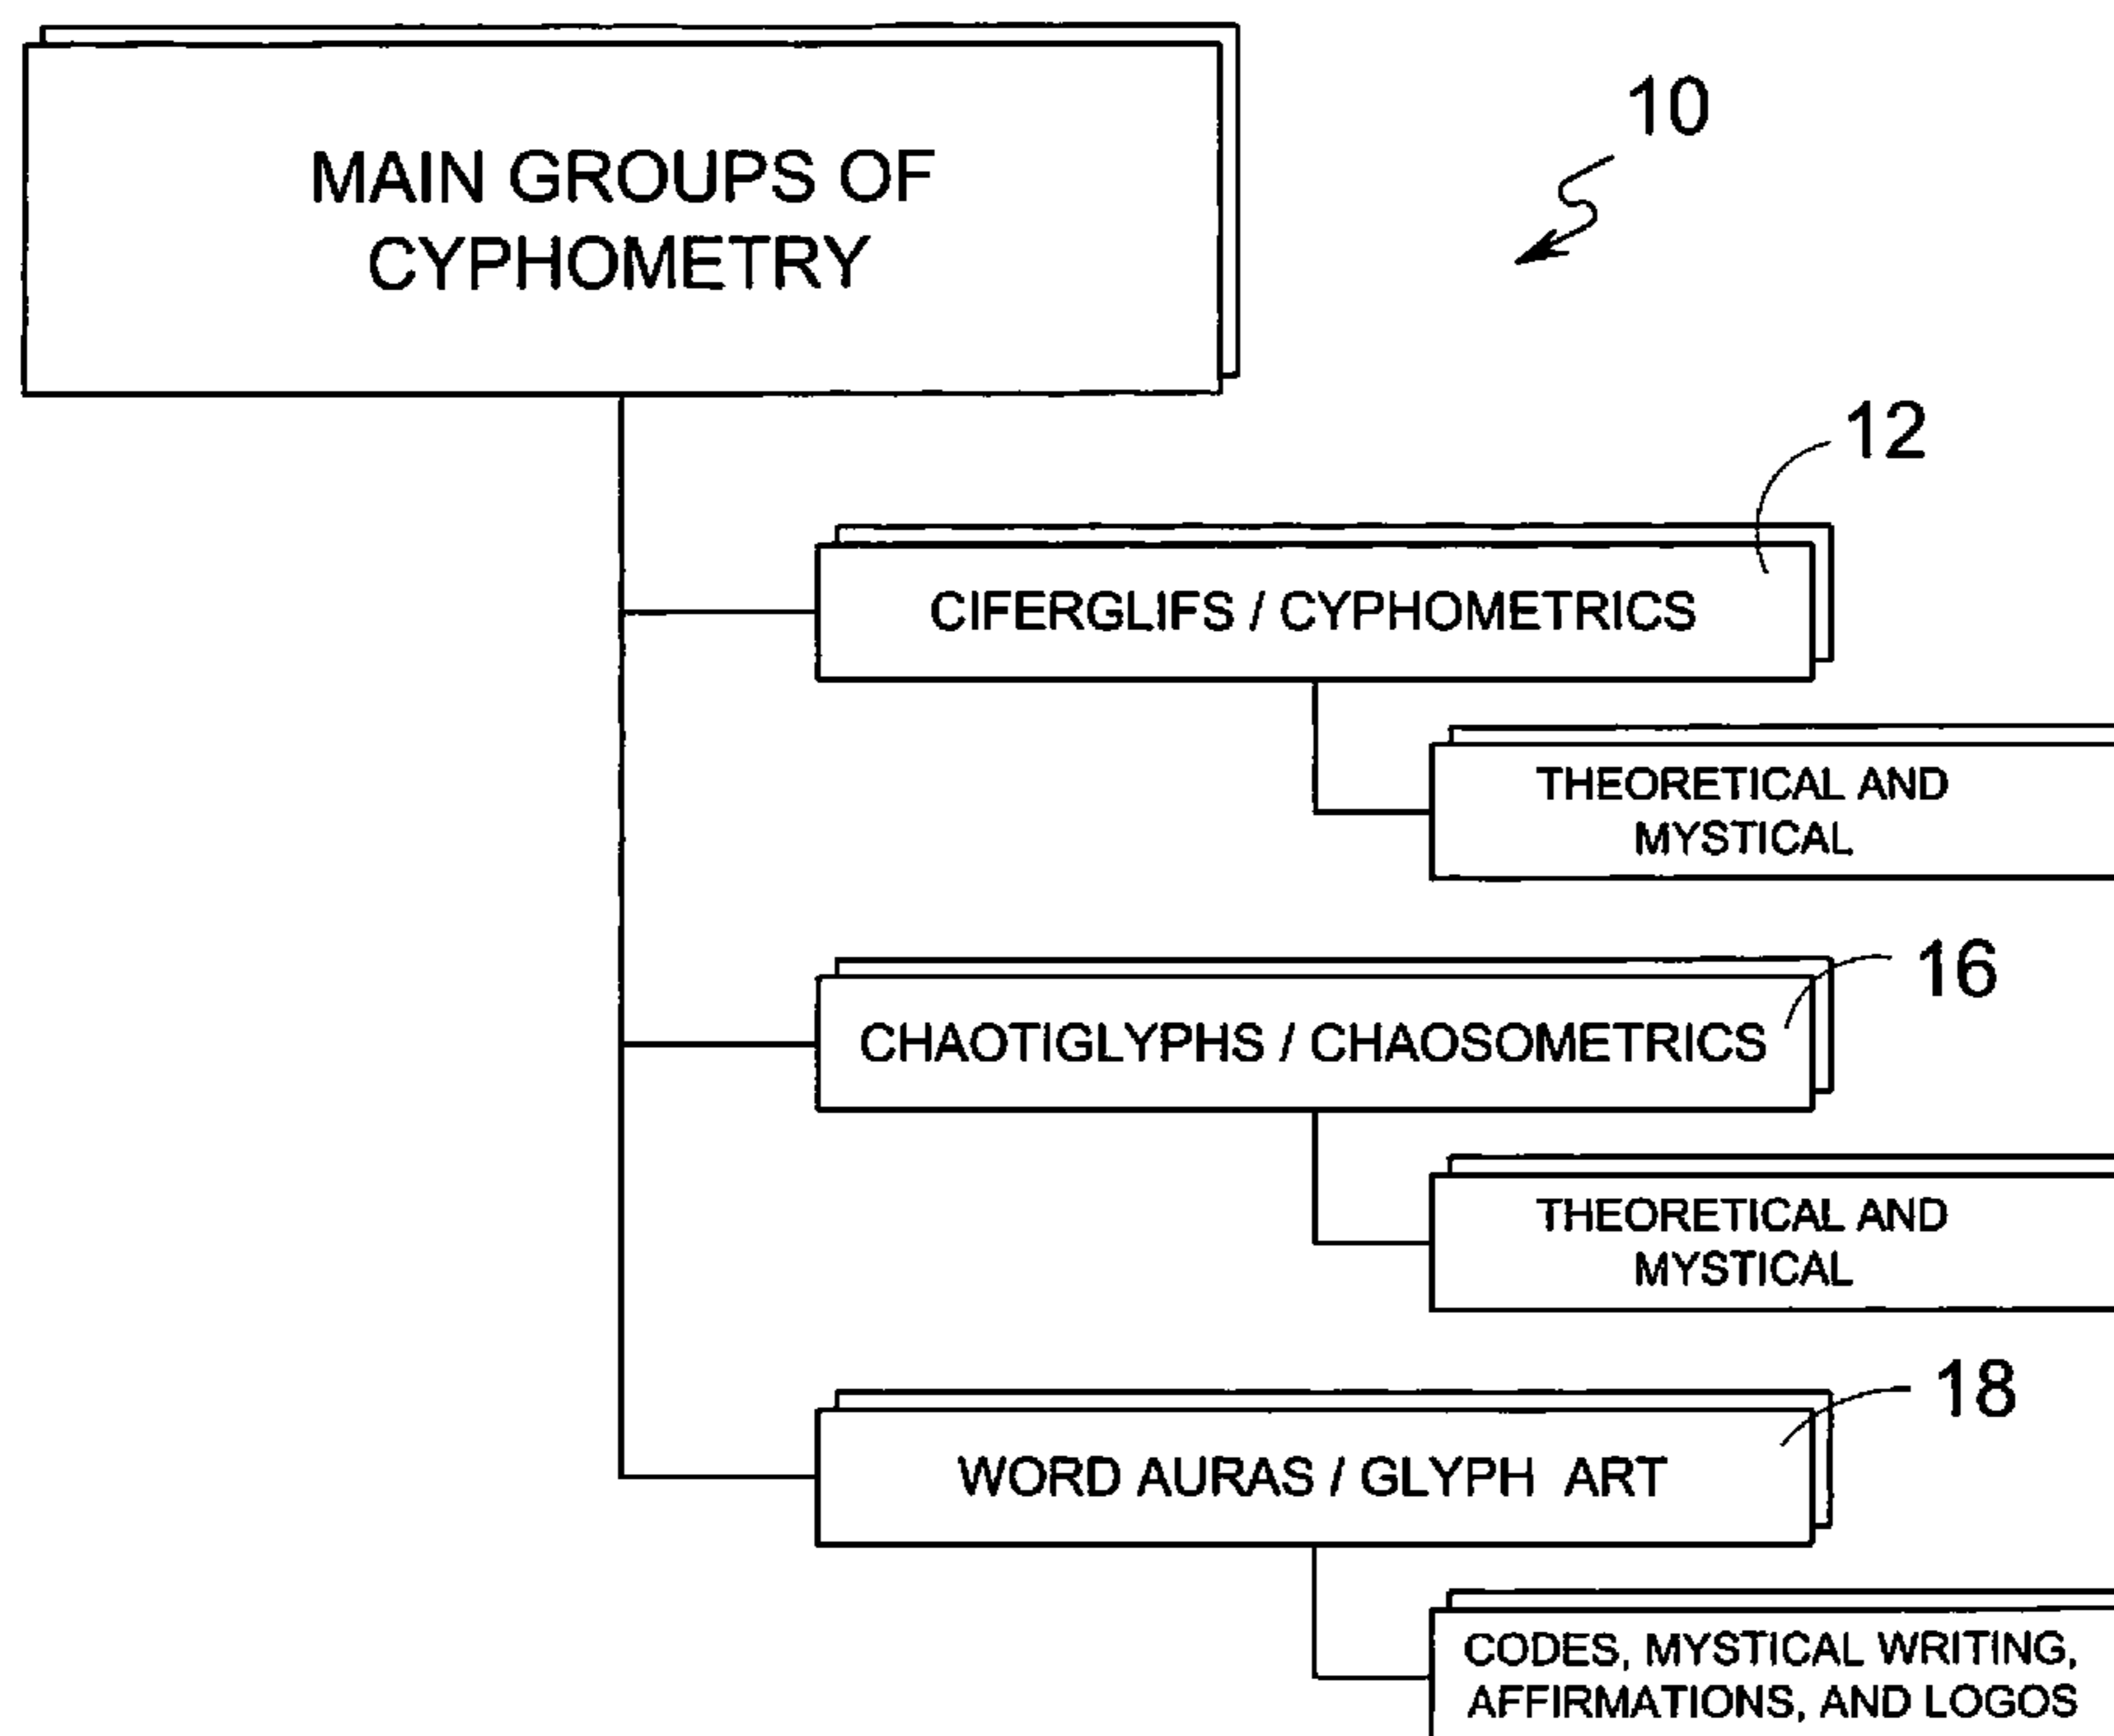 MAIN GROUPS OF
CYPHOMETRY
10
12
CIFERGLIFS / CYPHOMETRICS
THEORETICAL AND
MYSTICAL
16
CHAOTIGLYPHS / CHAOSOMETRICS
THEORETICAL AND
MYSTICAL
18
WORD AURAS / GLYPH ART
CODES, MYSTICAL WRITING,
AFFIRMATIONS, AND LOGOS